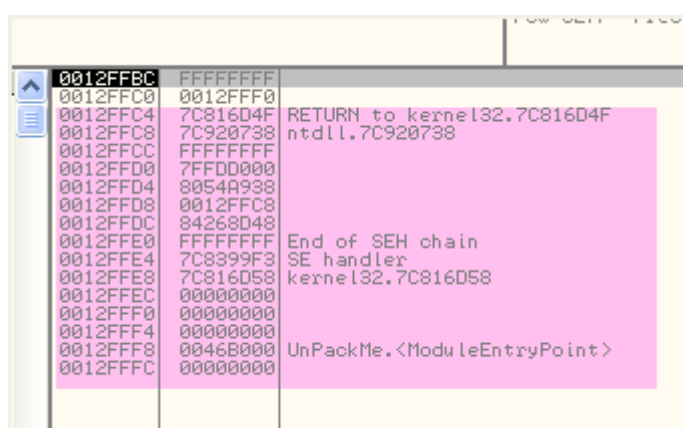 0012FFBC FFFFFFFF
0012FFC0 0012FFF0
0012FFC4 7C816D4F RETURN to kernel32.7C816D4F
0012FFC8 7C920738 ntdll.7C920738
0012FFCC FFFFFFFF
0012FFD0 7FFDD000
0012FFD4 8054A938
0012FFD8 0012FFC8
0012FFDC 84268D48
0012FFE0 FFFFFFFF End of SEH chain
0012FFE4 7C8399F3 SE handler
0012FFE8 7C816D58 kernel32.7C816D58
0012FFEC 00000000
0012FFF0 00000000
0012FFF4 00000000
0012FFF8 0046B000 UnPackMe.<ModuleEntryPoint>
0012FFFC 00000000